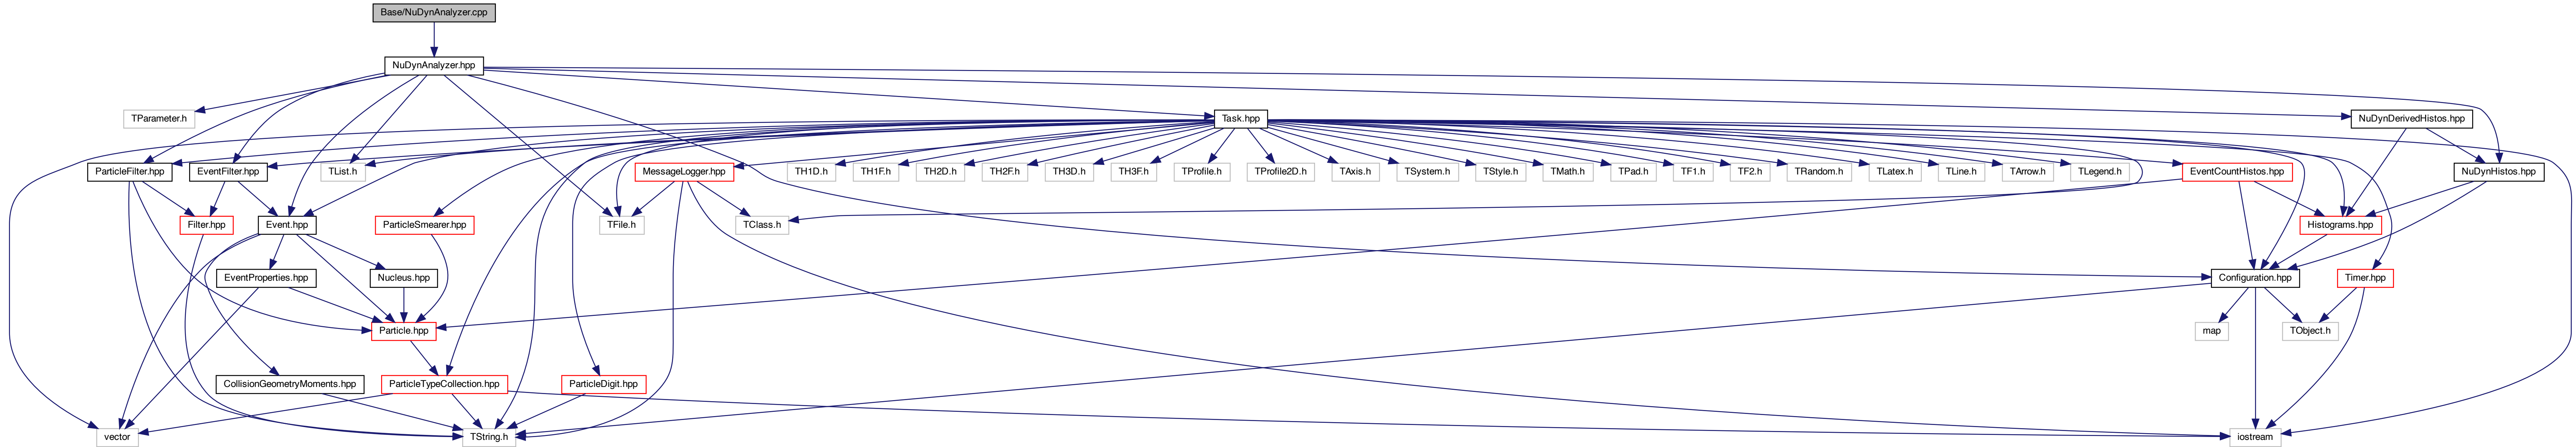 Base/NuDynAnalyzer.cpp
NuDynAnalyzer.hpp
TParameter.h
Task.hpp
NuDynDerivedHistos.hpp
ParticleFilter.hpp
EventFilter.hpp
TList.h
MessageLogger.hpp
TH1D.h
TH1F.h
TH2D.h
TH2F.h
TH3D.h
TH3F.h
TProfile.h
TProfile2D.h
TAxis.h
TSystem.h
TStyle.h
TMath.h
TPad.h
TF1.h
TF2.h
TRandom.h
TLatex.h
TLine.h
TArrow.h
TLegend.h
EventCountHistos.hpp
NuDynHistos.hpp
Filter.hpp
Event.hpp
ParticleSmearer.hpp
TFile.h
TClass.h
Histograms.hpp
EventProperties.hpp
Nucleus.hpp
Configuration.hpp
Timer.hpp
Particle.hpp
map
TObject.h
CollisionGeometryMoments.hpp
ParticleTypeCollection.hpp
ParticleDigit.hpp
vector
TString.h
iostream